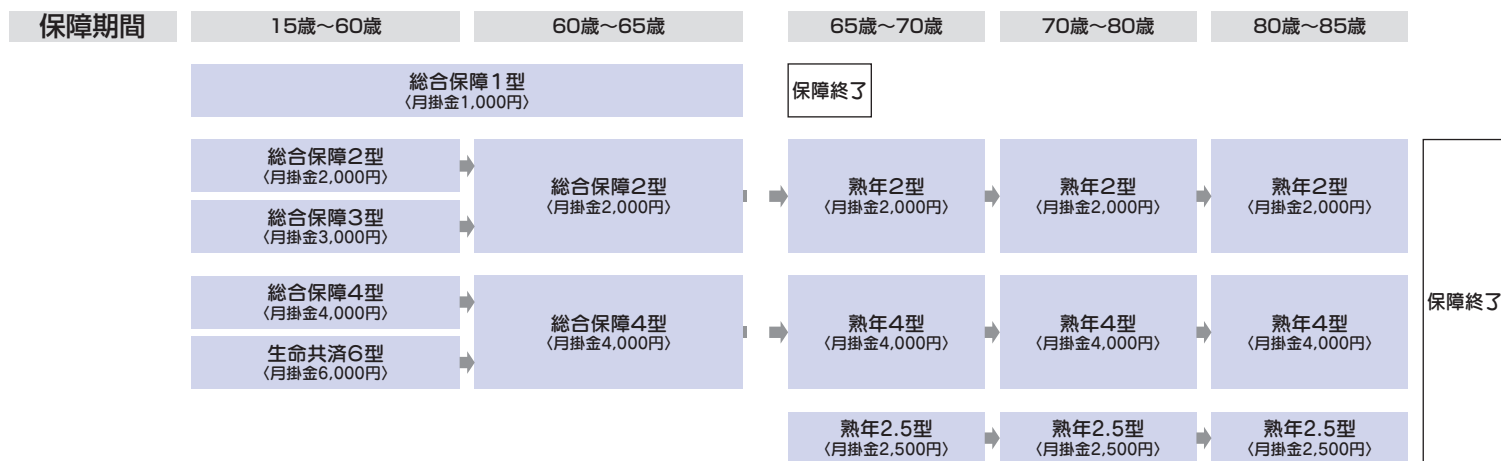 保障期間
15歳～60歳
60歳～65歳
65歳～70歳
70歳～80歳
80歳～85歳
総合保障1型
〈月掛金1,000円〉
保障終了
総合保障2型
〈月掛金2,000円〉
総合保障3型
〈月掛金3,000円〉
総合保障2型
〈月掛金2,000円〉
熟年2型
〈月掛金2,000円〉
熟年2型
〈月掛金2,000円〉
熟年2型
〈月掛金2,000円〉
総合保障4型
〈月掛金4,000円〉
生命共済6型
〈月掛金6,000円〉
総合保障4型
〈月掛金4,000円〉
熟年4型
〈月掛金4,000円〉
熟年4型
〈月掛金4,000円〉
熟年4型
〈月掛金4,000円〉
熟年2.5型
〈月掛金2,500円〉
熟年2.5型
〈月掛金2,500円〉
熟年2.5型
〈月掛金2,500円〉
保障終了